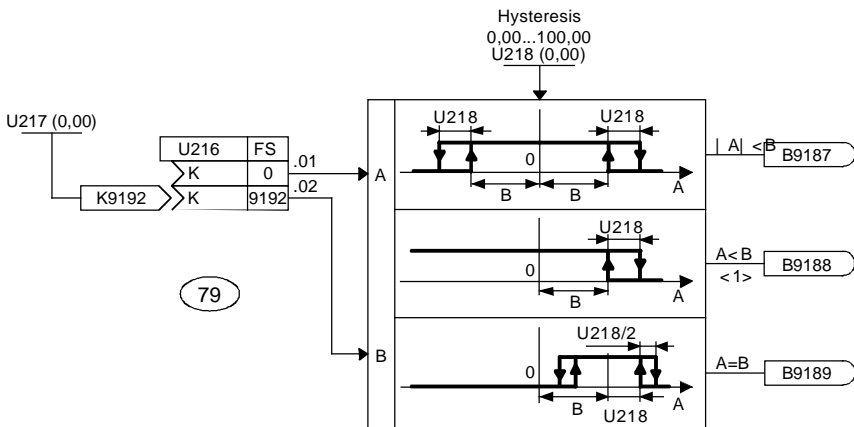 Hysteresis
0,00...100,00
U218 (0,00)
U217 (0,00)
U216 FS
K 0 .01
K9192 K 9192 .02
79
A
B
U218 U218
0
B B A
| A| <B
B9187
U218
0
B A
A<B
<1>
B9188
U218/2
0
B U218 A
A=B
B9189